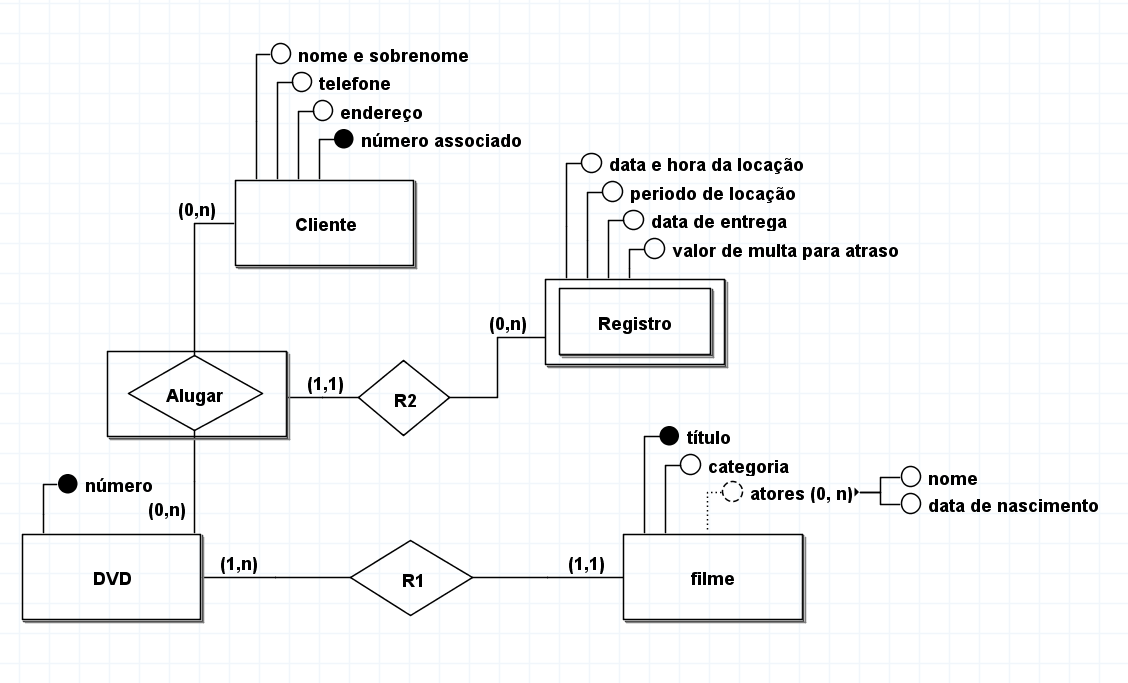 nome e sobrenome
telefone
endereço
número associado
(0,n)
Cliente
data e hora da locação
periodo de locação
data de entrega
valor de multa para atraso
(0,n)
Registro
Alugar
(1,1)
R2
título
categoria
atores (0, n)
nome
data de nascimento
número
(0,n)
DVD
(1,n)
R1
(1,1)
filme